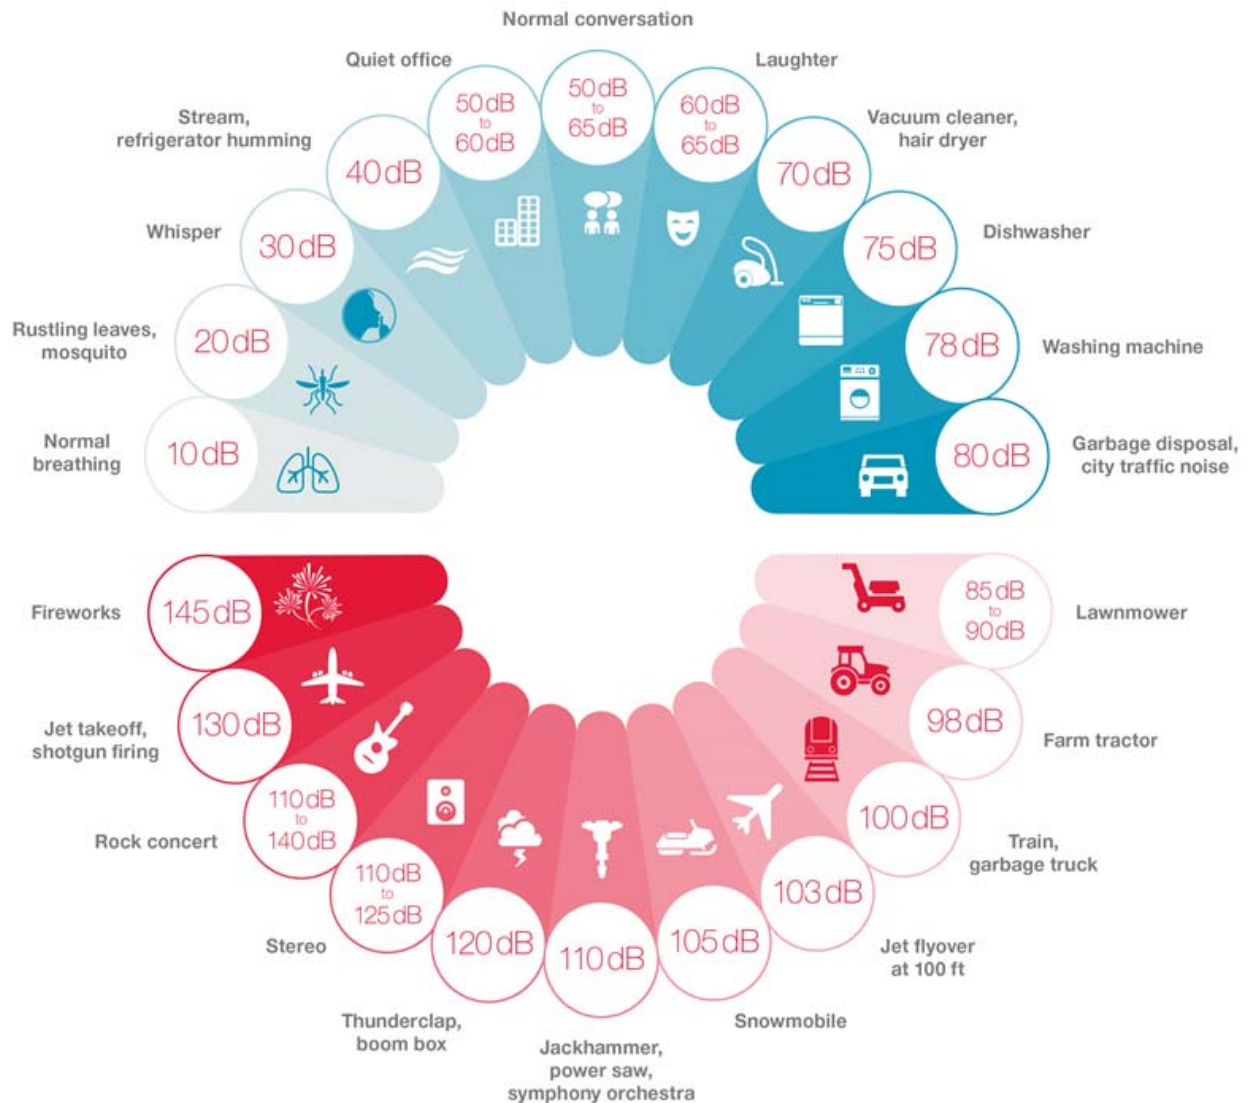 Normal conversation
50 dB
to
65 dB
Quiet office
50 dB
to
60 dB
Laughter
60 dB
to
65 dB
Stream,
refrigerator humming
40 dB
Vacuum cleaner,
hair dryer
70 dB
Whisper
30 dB
Dishwasher
75 dB
Rustling leaves,
mosquito
20 dB
Washing machine
78 dB
Normal
breathing
10 dB
Garbage disposal,
city traffic noise
80 dB
Fireworks
145 dB
Lawnmower
85 dB
to
90 dB
Jet takeoff,
shotgun firing
130 dB
Farm tractor
98 dB
Rock concert
110 dB
to
140 dB
Train,
garbage truck
100 dB
Stereo
110 dB
to
125 dB
Jet flyover
at 100 ft
103 dB
Thunderclap,
boom box
120 dB
Jackhammer,
power saw,
symphony orchestra
110 dB
Snowmobile
105 dB